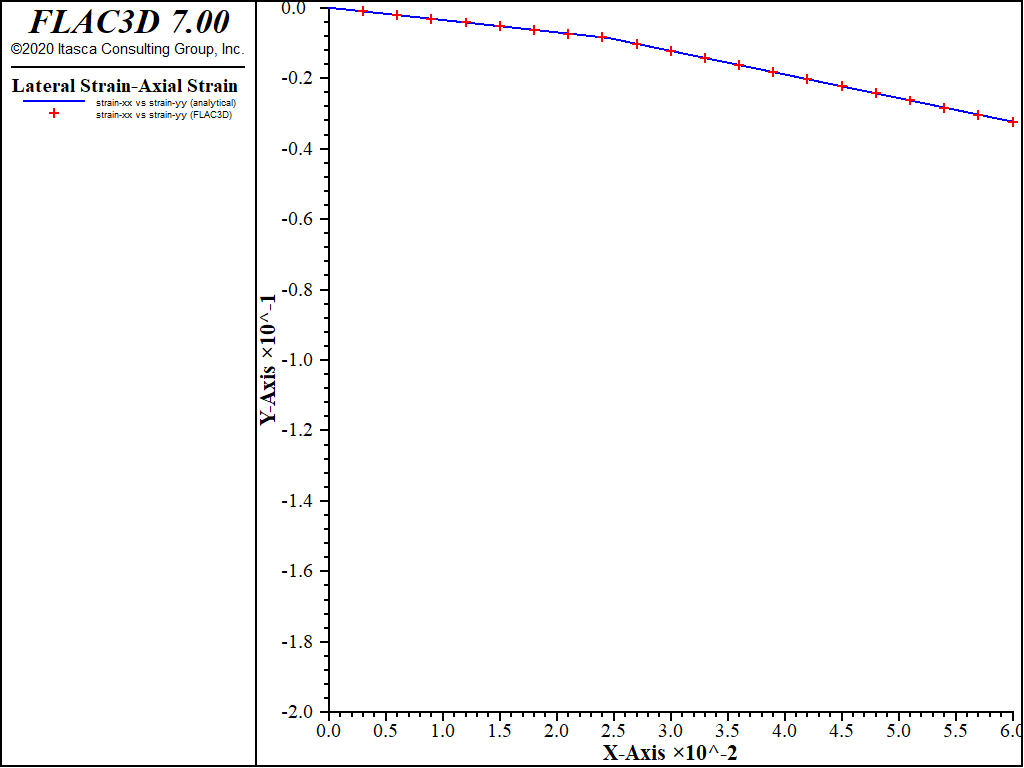 FLAC3D 7.00
©2020 Itasca Consulting Group, Inc.
Lateral Strain-Axial Strain
strain-xx vs strain-yy (analytical)
strain-xx vs strain-yy (FLAC3D)
0.0
-0.2
-0.4
-0.6
-0.8
-1.0
-1.2
-1.4
-1.6
-1.8
-2.0
Y-Axis ×10^-1
0.0 0.5 1.0 1.5 2.0 2.5 3.0 3.5 4.0 4.5 5.0 5.5 6.0
X-Axis ×10^-2